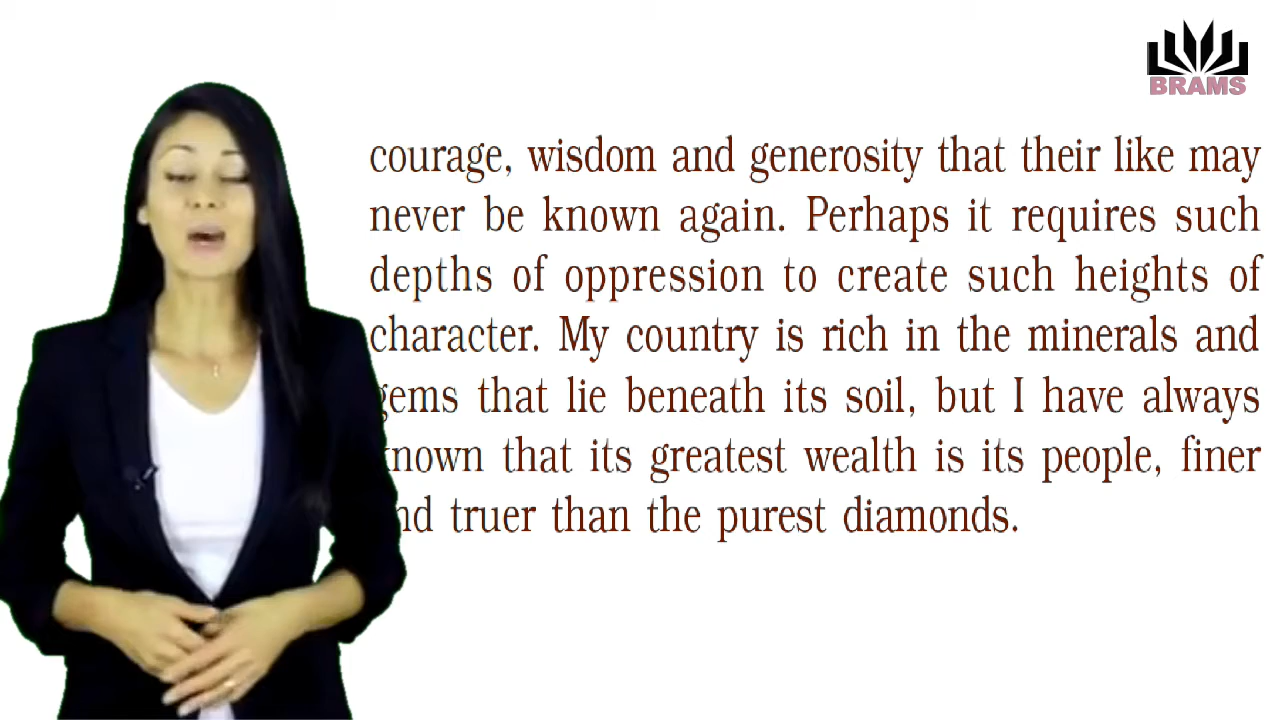 BRAMS
courage, wisdom and generosity that their like may
never be known again. Perhaps it requires such
depths of oppression to create such heights of
character. My country is rich in the minerals and
gems that lie beneath its soil, but I have always
known that its greatest wealth is its people, finer
and truer than the purest diamonds.